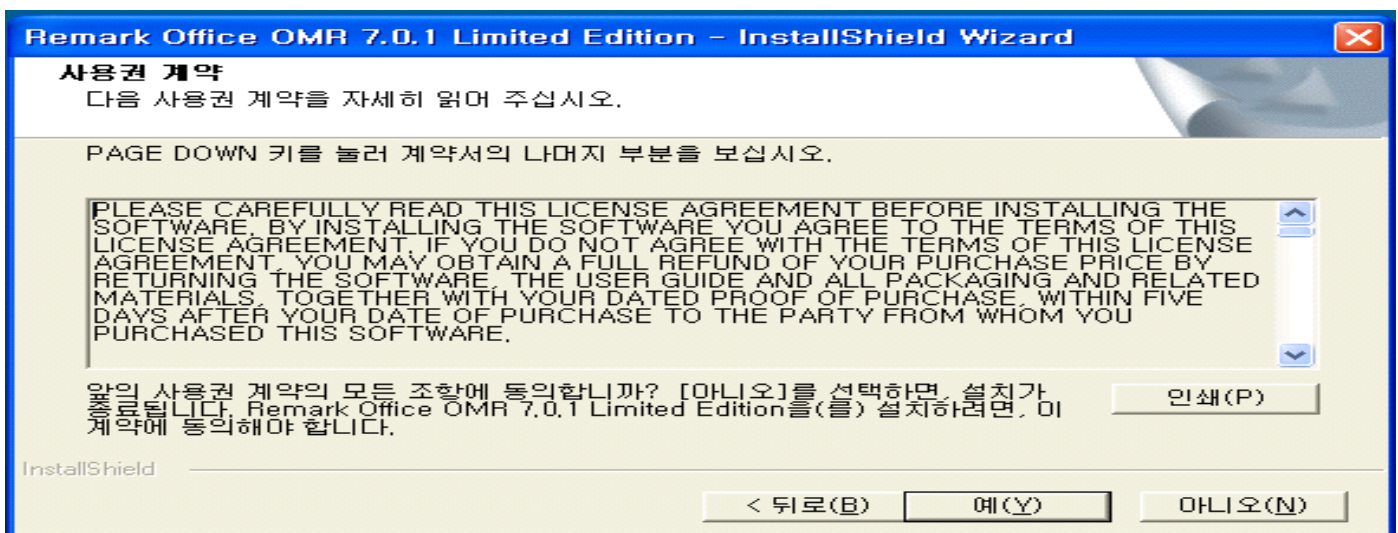 Remark Office OMR 7.0.1 Limited Edition - InstallShield Wizard
사용권 계약
다음 사용권 계약을 자세히 읽어 주십시오.
PAGE DOWN 키를 눌러 계약서의 나머지 부분을 보십시오.
PLEASE CAREFULLY READ THIS LICENSE AGREEMENT BEFORE INSTALLING THE
SOFTWARE. BY INSTALLING THE SOFTWARE YOU AGREE TO THE TERMS OF THIS
LICENSE AGREEMENT. IF YOU DO NOT AGREE WITH THE TERMS OF THIS LICENSE
AGREEMENT, YOU MAY OBTAIN A FULL REFUND OF YOUR PURCHASE PRICE BY
RETURNING THE SOFTWARE, THE USER GUIDE AND ALL PACKAGING AND RELATED
MATERIALS, TOGETHER WITH YOUR DATED PROOF OF PURCHASE, WITHIN FIVE
DAYS AFTER YOUR DATE OF PURCHASE TO THE PARTY FROM WHOM YOU
PURCHASED THIS SOFTWARE.
앞의 사용권 계약의 모든 조항에 동의합니까? [아니오]를 선택하면, 설치가
종료됩니다. Remark Office OMR 7.0.1 Limited Edition을(를) 설치하려면, 이
계약에 동의해야 합니다.
인쇄(P)
InstallShield
< 뒤로(B)
예(Y)
아니오(N)